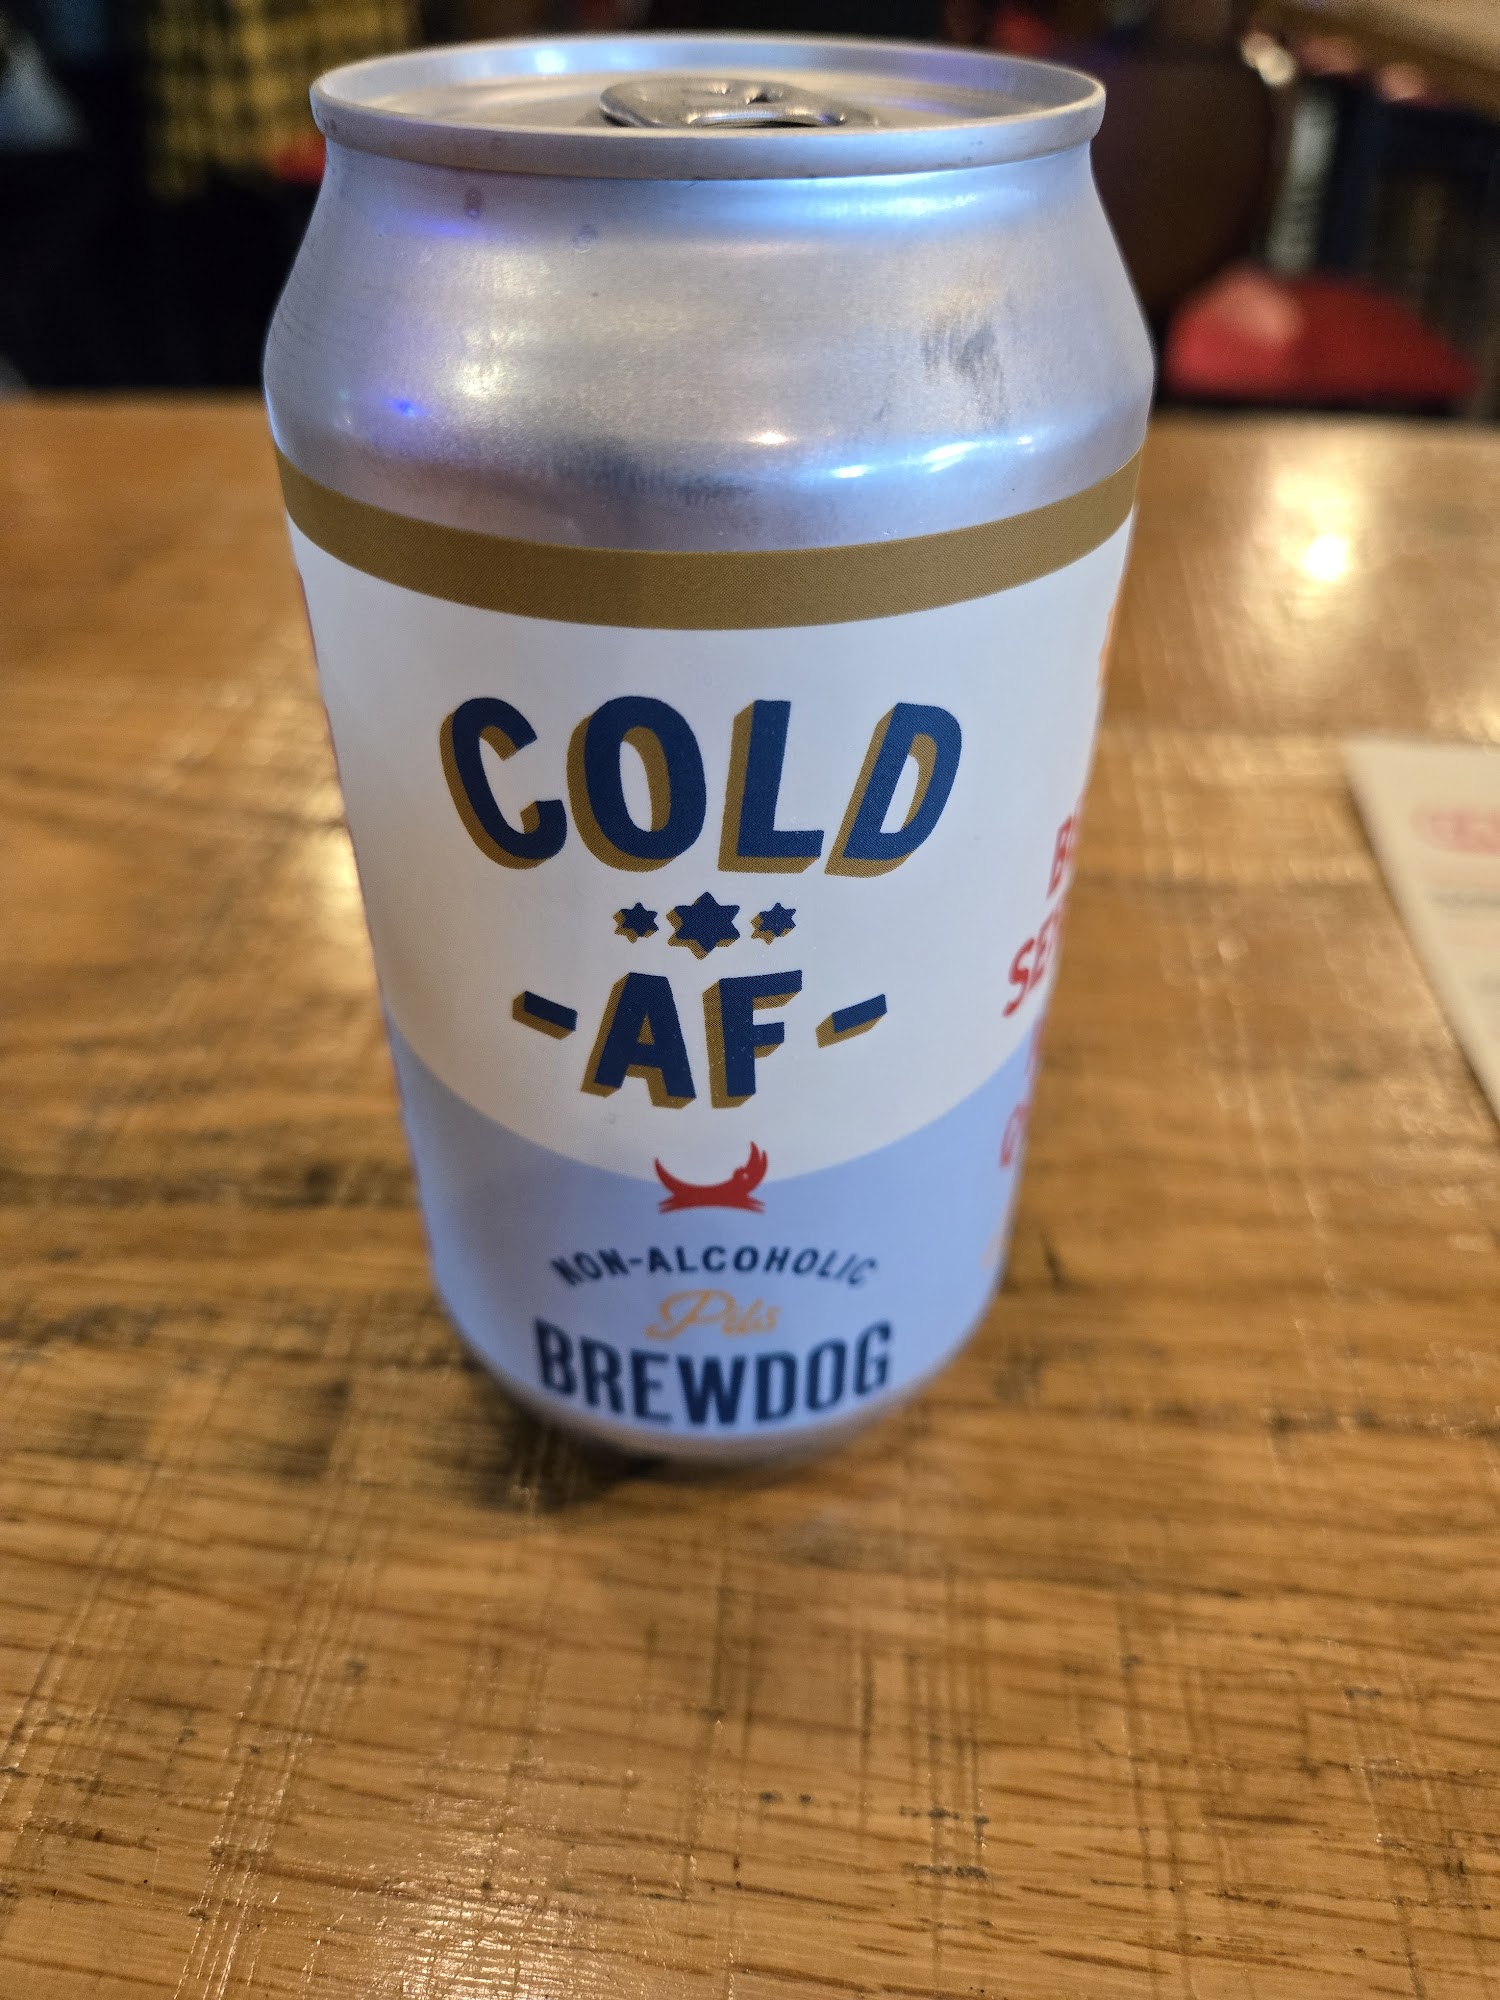 COLD
-AF-
NON-ALCOHOLIC
Pils
BREWDOG